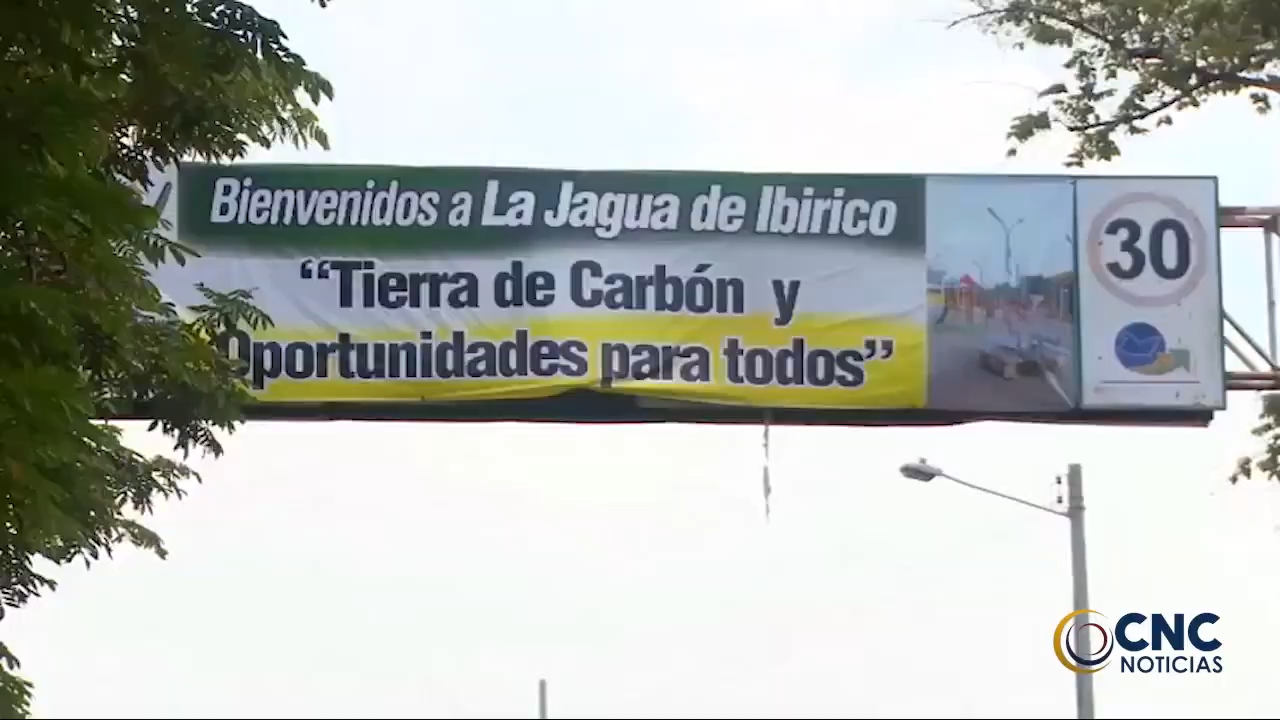 Bienvenidos a La Jagua de Ibirico
“Tierra de Carbón y
Oportunidades para todos”
30
CNC
NOTICIAS